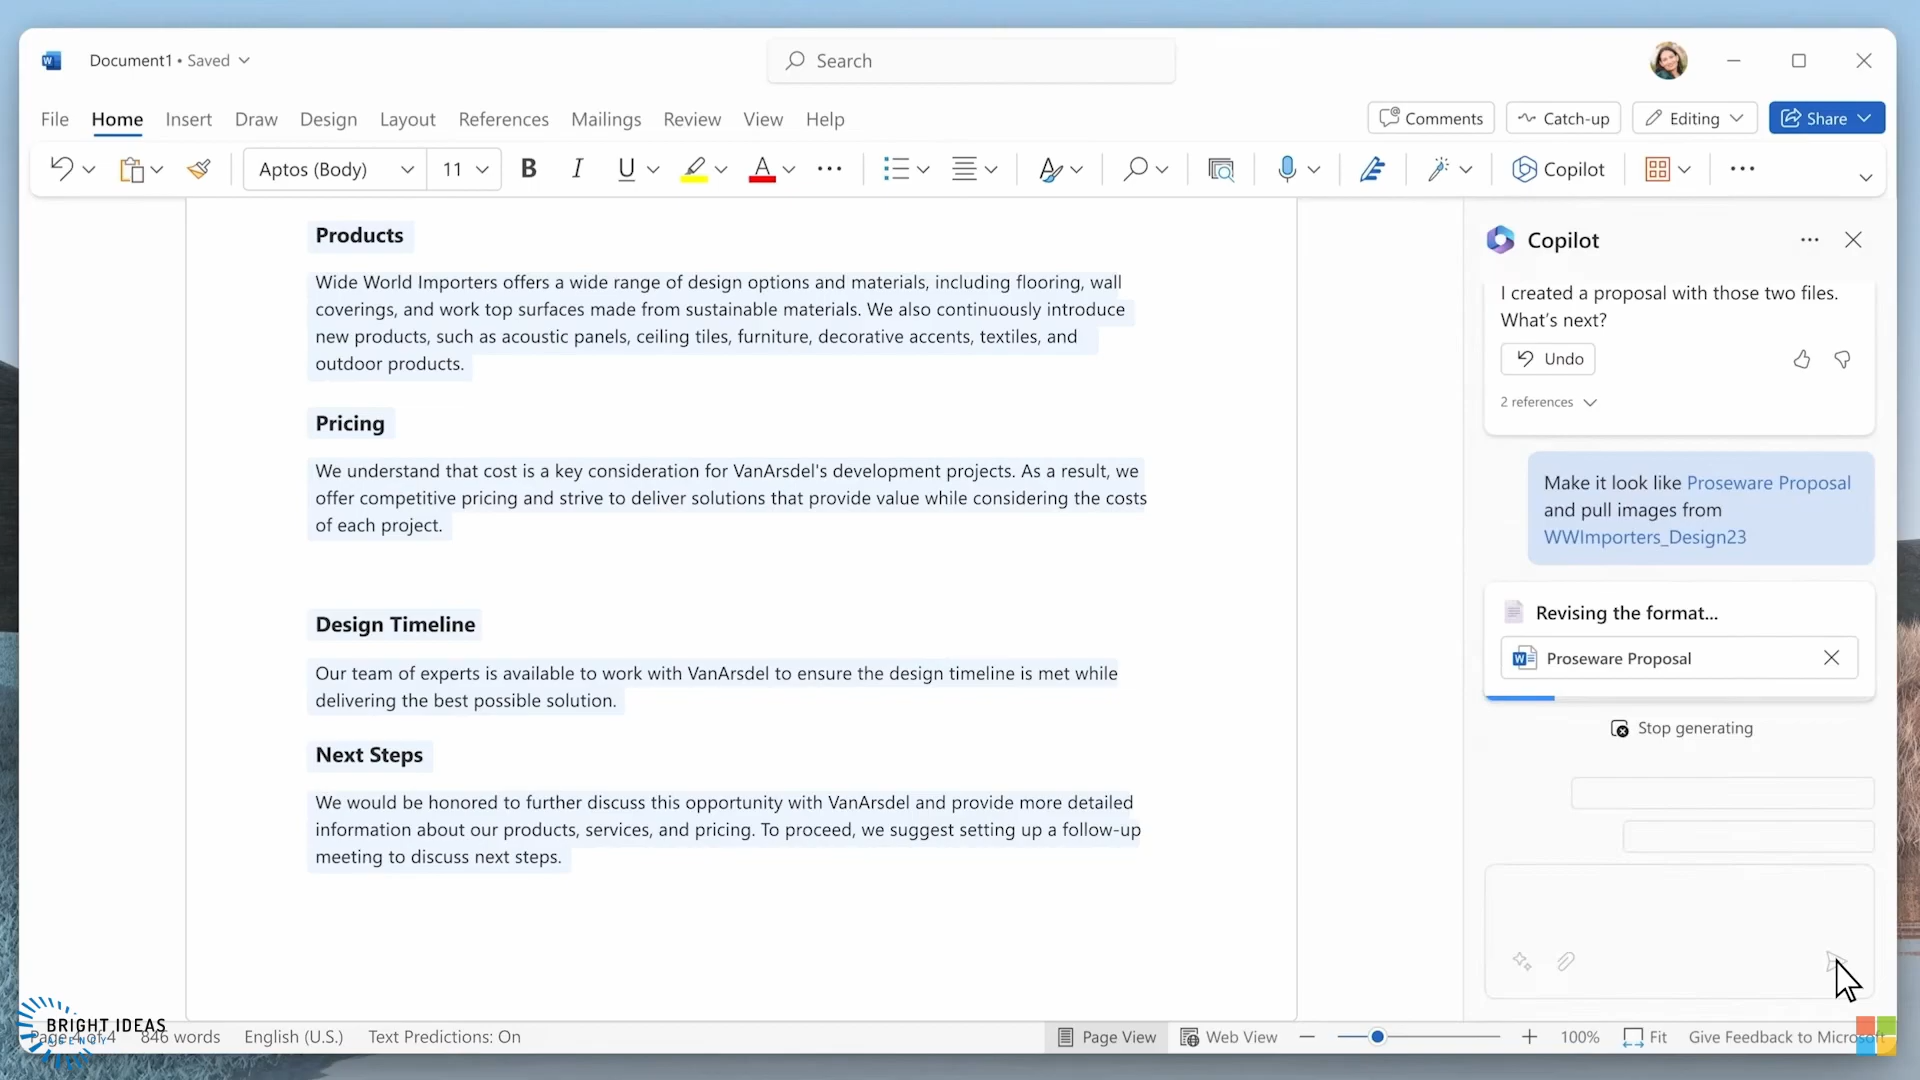 Document1 • Saved
Search
File Home Insert Draw Design Layout References Mailings Review View Help
Comments Catch-up Editing Share
Aptos (Body) 11 B I U A Copilot
Products
Wide World Importers offers a wide range of design options and materials, including flooring, wall
coverings, and work top surfaces made from sustainable materials. We also continuously introduce
new products, such as acoustic panels, ceiling tiles, furniture, decorative accents, textiles, and
outdoor products.
Pricing
We understand that cost is a key consideration for VanArsdel's development projects. As a result, we
offer competitive pricing and strive to deliver solutions that provide value while considering the costs
of each project.
Design Timeline
Our team of experts is available to work with VanArsdel to ensure the design timeline is met while
delivering the best possible solution.
Next Steps
We would be honored to further discuss this opportunity with VanArsdel and provide more detailed
information about our products, services, and pricing. To proceed, we suggest setting up a follow-up
meeting to discuss next steps.
Copilot
I created a proposal with those two files.
What's next?
Undo
2 references
Make it look like Proseware Proposal
and pull images from
WWImporters_Design23
Revising the format...
Proseware Proposal
Stop generating
BRIGHT IDEAS
AGENCY
Page 4 of 4 846 words English (U.S.) Text Predictions: On
Page View Web View 100% Fit Give Feedback to Microsoft